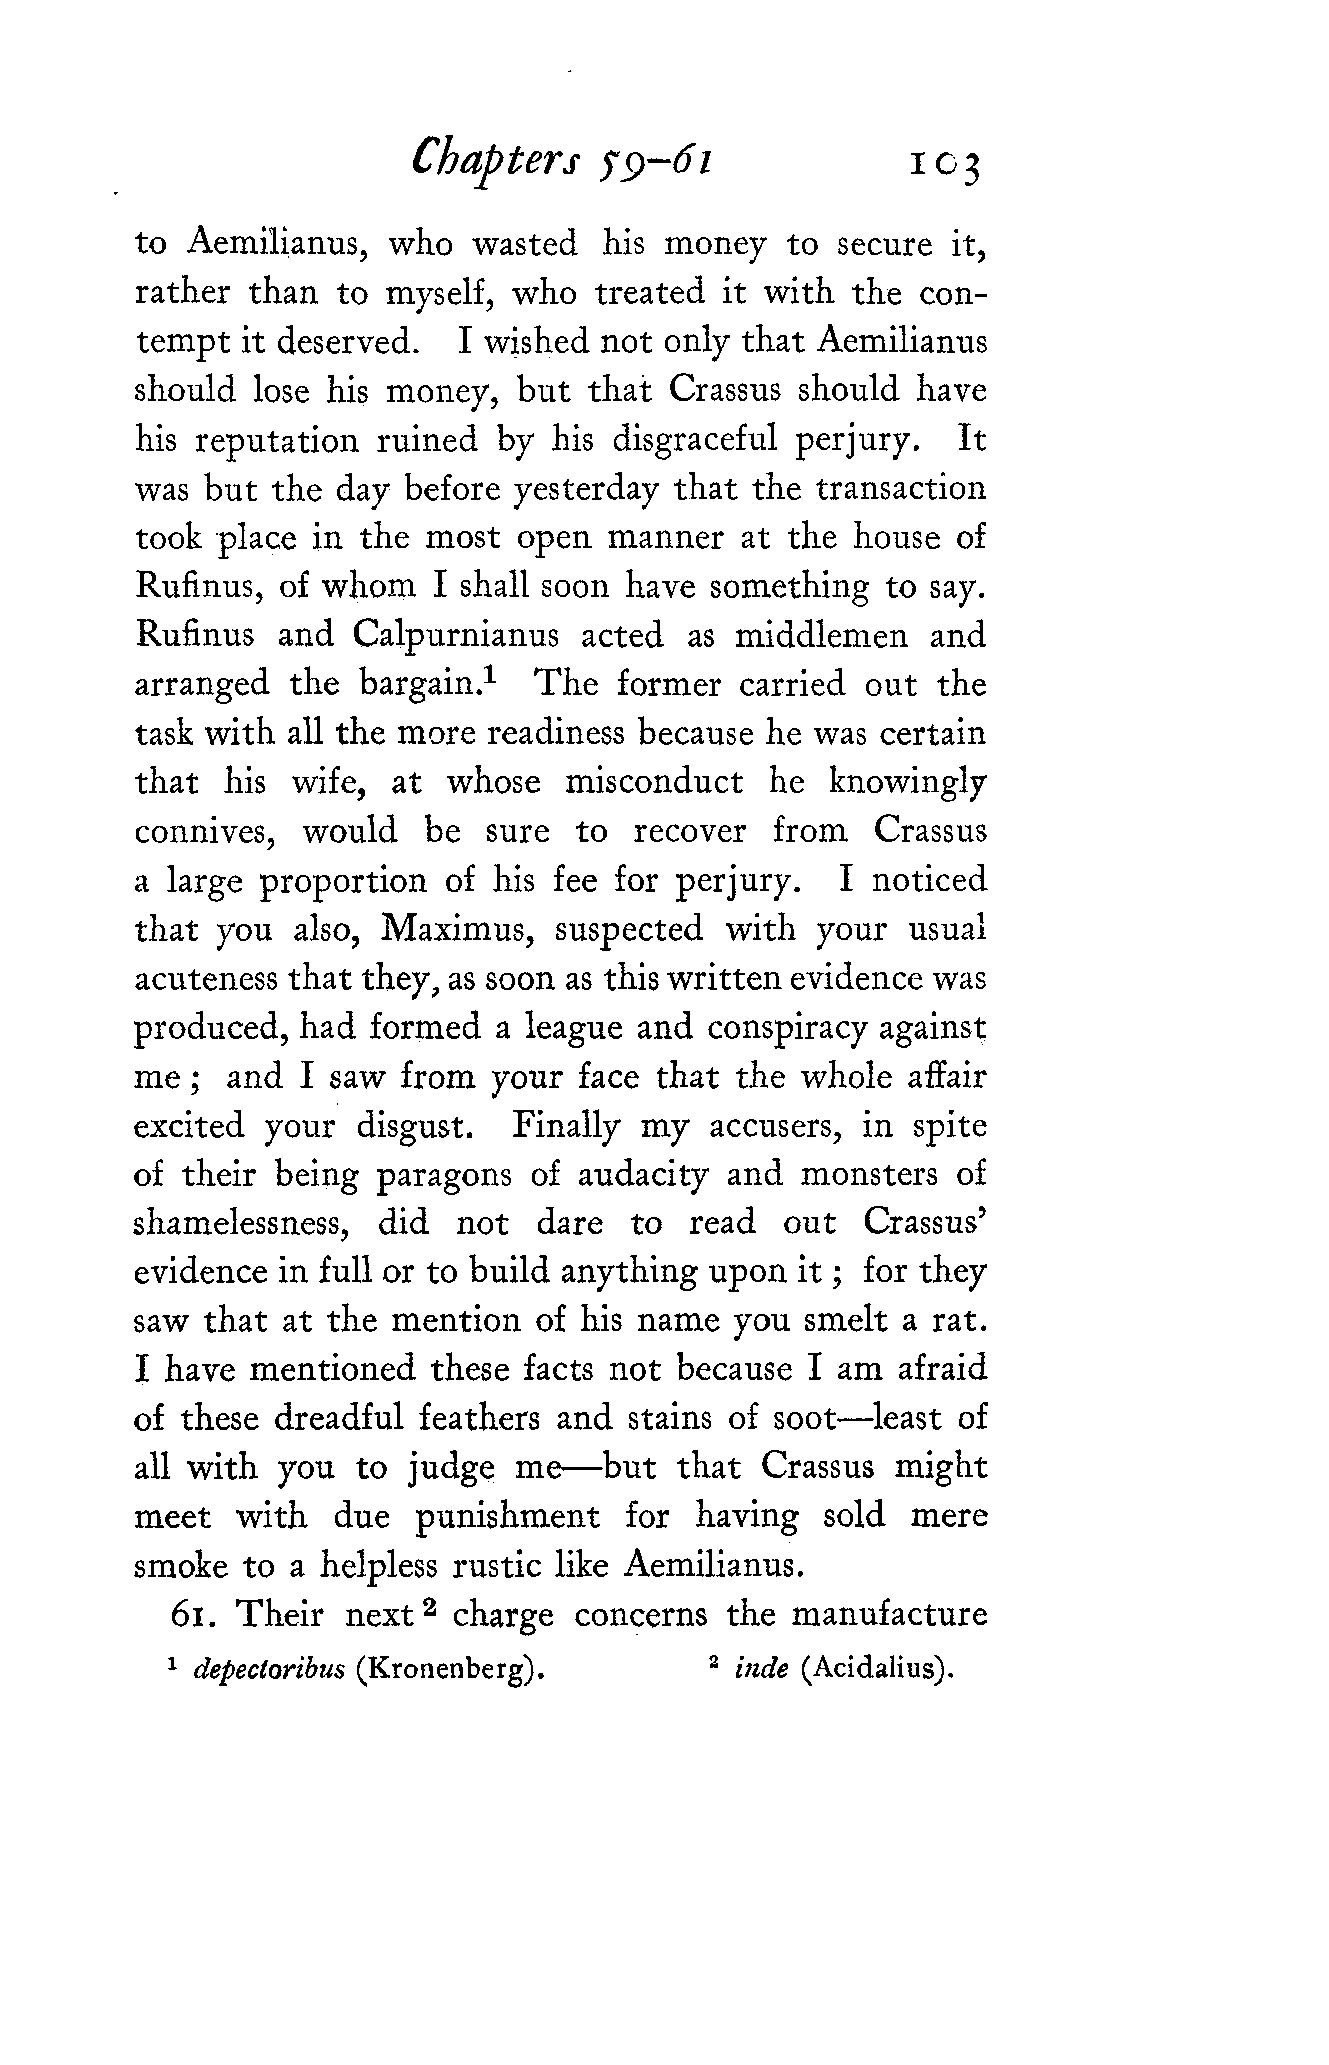 Chapters 59–61 103
to Aemilianus, who wasted his money to secure it,
rather than to myself, who treated it with the con-
tempt it deserved. I wished not only that Aemilianus
should lose his money, but that Crassus should have
his reputation ruined by his disgraceful perjury. It
was but the day before yesterday that the transaction
took place in the most open manner at the house of
Rufinus, of whom I shall soon have something to say.
Rufinus and Calpurnianus acted as middlemen and
arranged the bargain.¹ The former carried out the
task with all the more readiness because he was certain
that his wife, at whose misconduct he knowingly
connives, would be sure to recover from Crassus
a large proportion of his fee for perjury. I noticed
that you also, Maximus, suspected with your usual
acuteness that they, as soon as this written evidence was
produced, had formed a league and conspiracy against
me ; and I saw from your face that the whole affair
excited your disgust. Finally my accusers, in spite
of their being paragons of audacity and monsters of
shamelessness, did not dare to read out Crassus’
evidence in full or to build anything upon it ; for they
saw that at the mention of his name you smelt a rat.
I have mentioned these facts not because I am afraid
of these dreadful feathers and stains of soot—least of
all with you to judge me—but that Crassus might
meet with due punishment for having sold mere
smoke to a helpless rustic like Aemilianus.
61. Their next ² charge concerns the manufacture
¹ depectoribus (Kronenberg). ² inde (Acidalius).